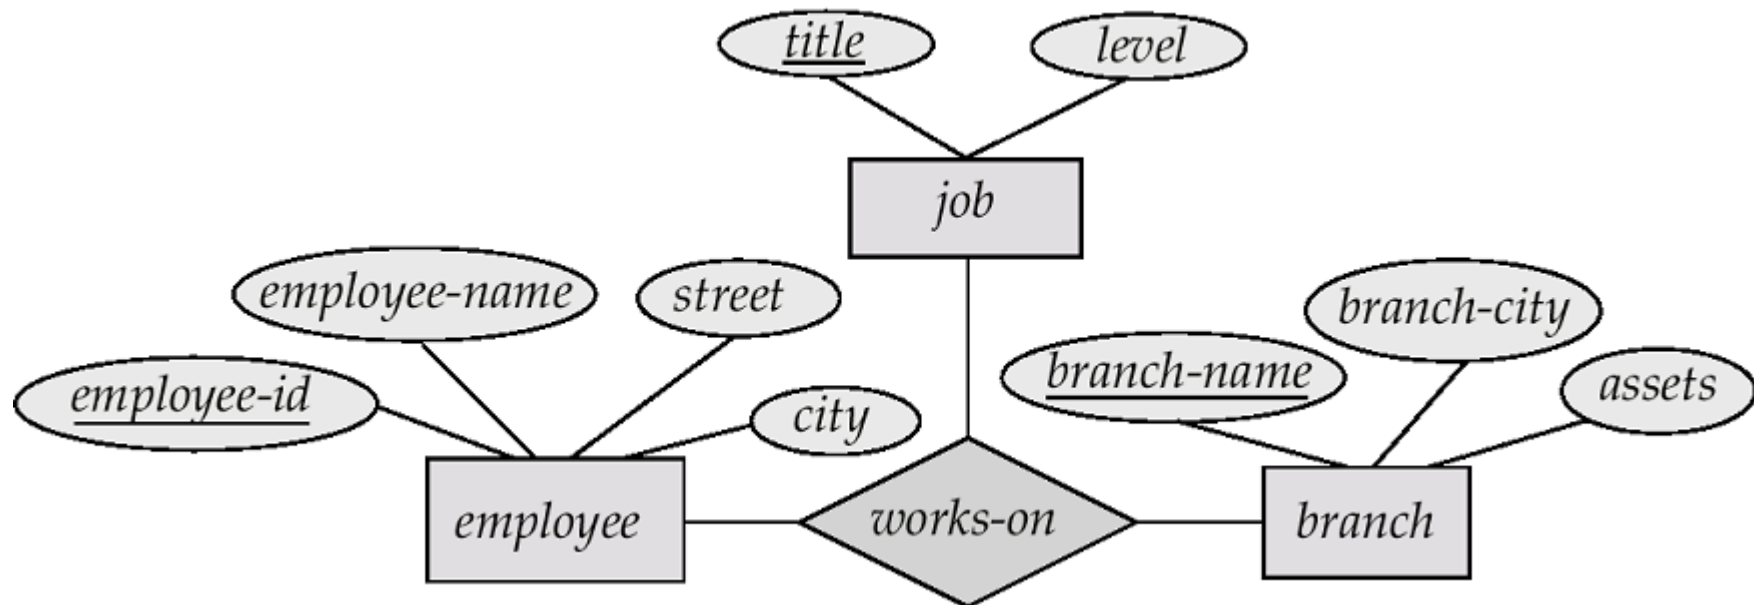 title
level
job
employee-name
street
branch-city
employee-id
branch-name
assets
city
employee
works-on
branch